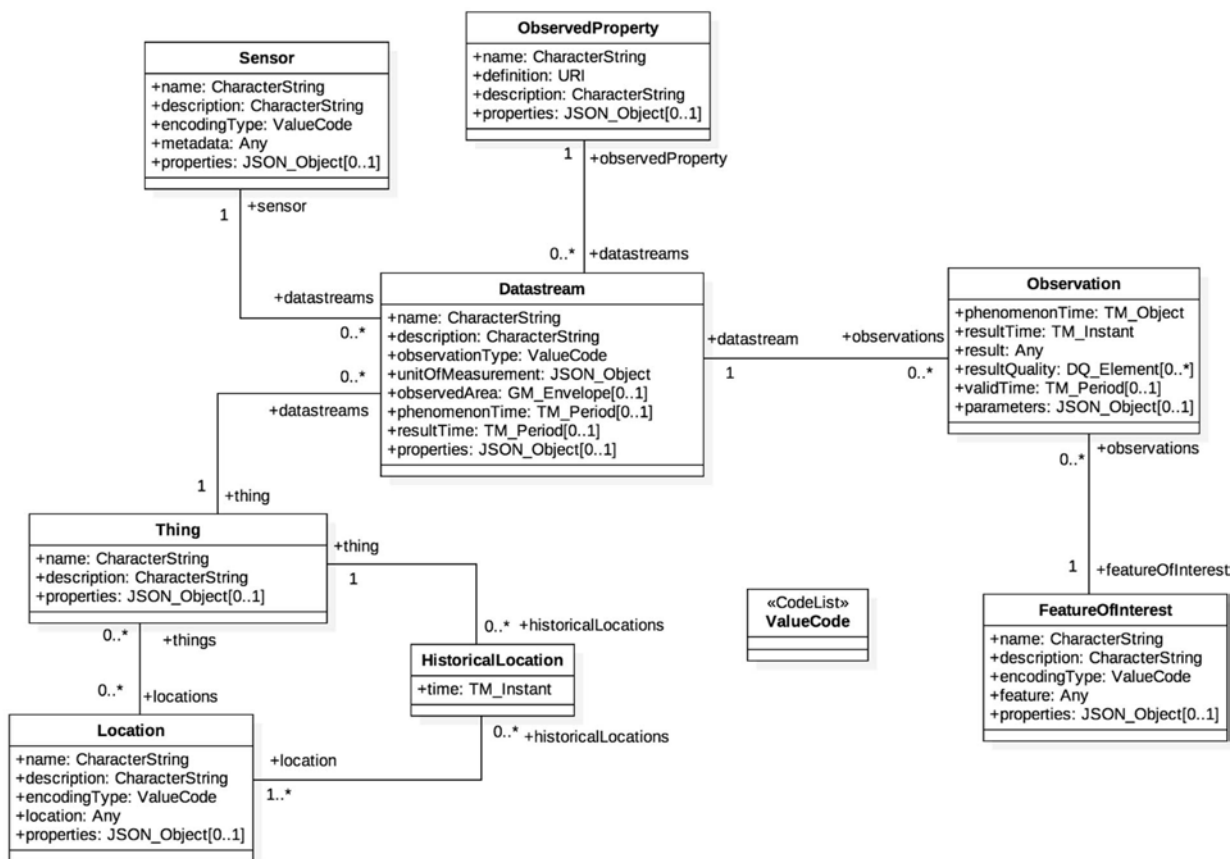 ObservedProperty
+name: CharacterString
+definition: URI
+description: CharacterString
+properties: JSON_Object[0..1]
Sensor
+name: CharacterString
+description: CharacterString
+encodingType: ValueCode
+metadata: Any
+properties: JSON_Object[0..1]
1
+observedProperty
1
+sensor
0..*
+datastreams
+datastreams
0..*
Datastream
+name: CharacterString
+description: CharacterString
+observationType: ValueCode
+unitOfMeasurement: JSON_Object
+observedArea: GM_Envelope[0..1]
+phenomenonTime: TM_Period[0..1]
+resultTime: TM_Period[0..1]
+properties: JSON_Object[0..1]
+datastream
1
+observations
0..*
Observation
+phenomenonTime: TM_Object
+resultTime: TM_Instant
+result: Any
+resultQuality: DQ_Element[0..*]
+validTime: TM_Period[0..1]
+parameters: JSON_Object[0..1]
0..*
+datastreams
1
+thing
0..*
+observations
1
+featureOfInterest
Thing
+name: CharacterString
+description: CharacterString
+properties: JSON_Object[0..1]
+thing
1
0..*
+historicalLocations
HistoricalLocation
+time: TM_Instant
0..*
+historicalLocations
«CodeList»
ValueCode
FeatureOfInterest
+name: CharacterString
+description: CharacterString
+encodingType: ValueCode
+feature: Any
+properties: JSON_Object[0..1]
0..*
+things
0..*
+locations
Location
+name: CharacterString
+description: CharacterString
+encodingType: ValueCode
+location: Any
+properties: JSON_Object[0..1]
+location
1..*